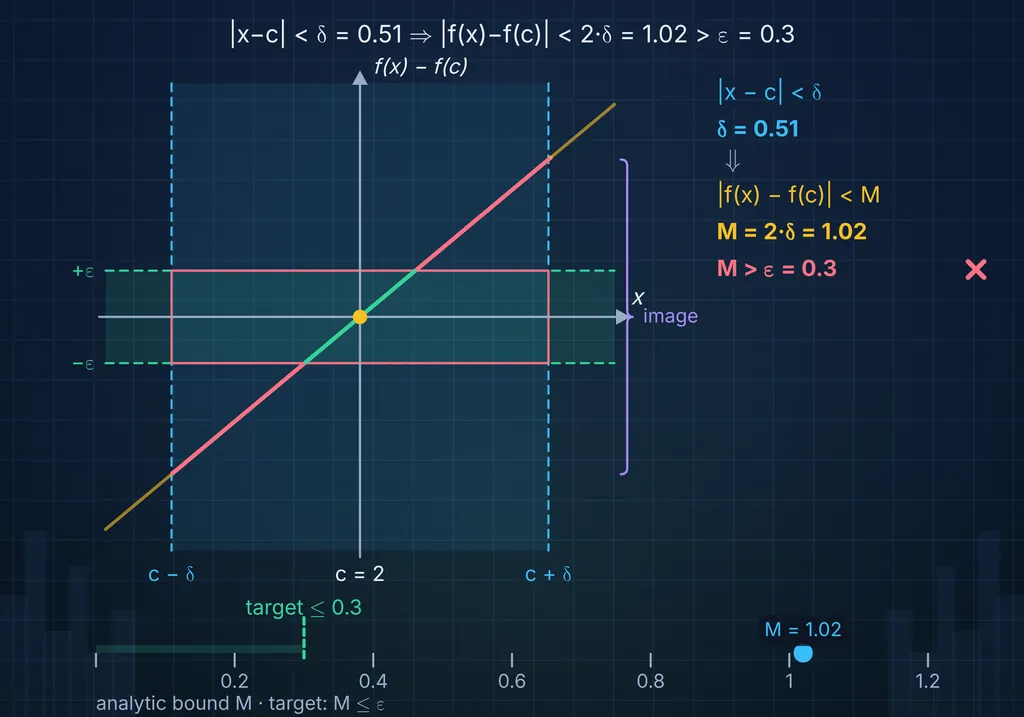 |x−c| < δ = 0.51 ⇒ |f(x)−f(c)| < 2·δ = 1.02 > ε = 0.3
f(x) − f(c)
|x − c| < δ
δ = 0.51
⇓
|f(x) − f(c)| < M
M = 2·δ = 1.02
M > ε = 0.3 ✕
+ε
x
image
−ε
c − δ
c = 2
c + δ
target ≤ 0.3
M = 1.02
0.2 0.4 0.6 0.8 1 1.2
analytic bound M · target: M ≤ ε